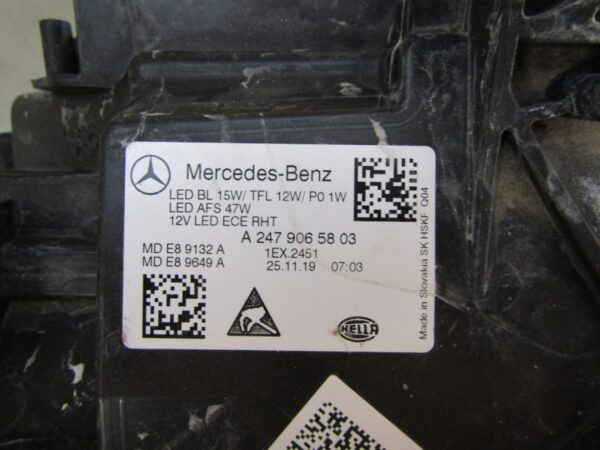 Mercedes-Benz
LED BL 15W/ TFL 12W/ P0 1W
LED AFS 47W
12V LED ECE RHT
A 247 906 58 03
MD E8 9132 A
1EX.2451
MD E8 9649 A
25.11.19 07:03
HELLA
Made in Slovakia SK HSKF Q04